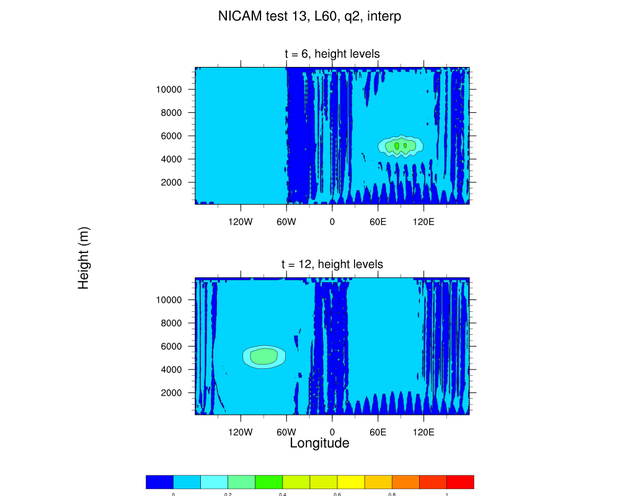 NICAM test 13, L60, q2, interp
t = 6, height levels
10000
8000
6000
4000
2000
120W 60W 0 60E 120E
Height (m)
t = 12, height levels
10000
8000
6000
4000
2000
120W 60W 0 60E 120E
Longitude
0 0.2 0.4 0.6 0.8 1